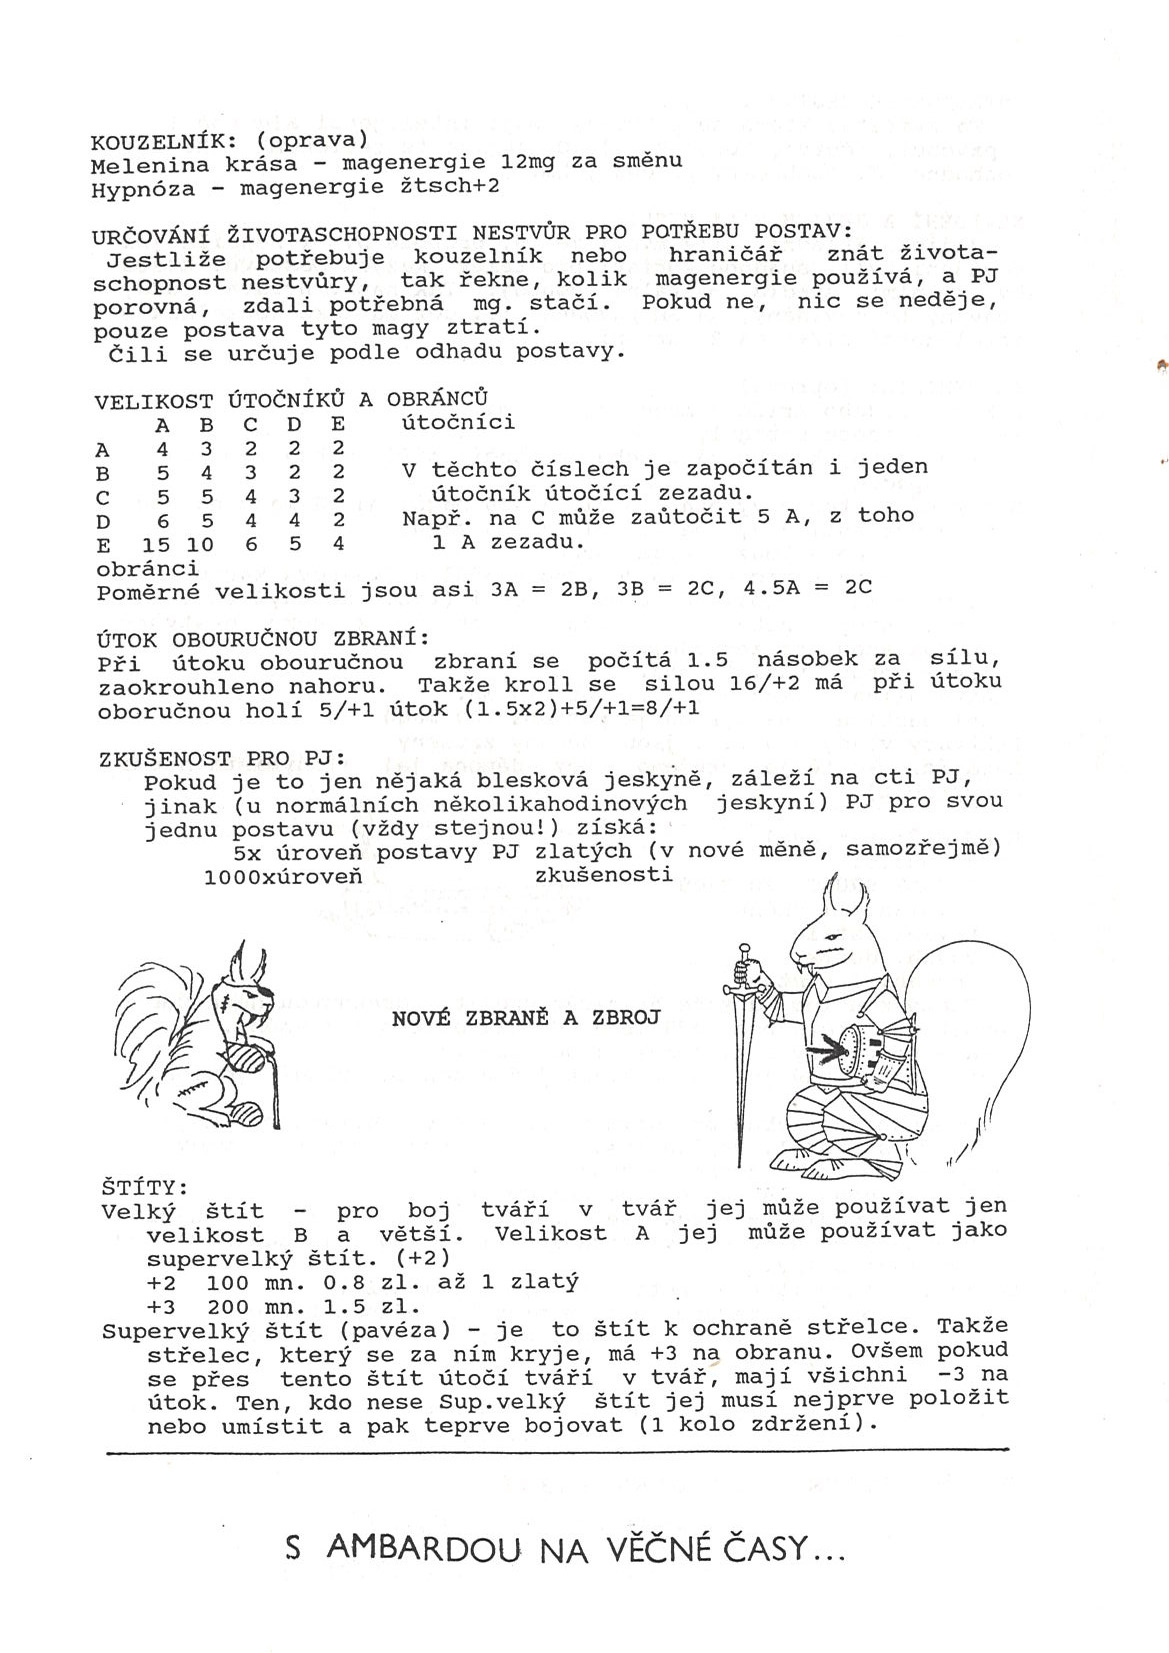 KOUZELNÍK: (oprava)
Melenina krása - magenergie 12mg za směnu
Hypnóza - magenergie žtsch+2
URČOVÁNÍ ŽIVOTASCHOPNOSTI NESTVŮR PRO POTŘEBU POSTAV:
Jestliže potřebuje kouzelník nebo hraničář znát života-
schopnost nestvůry, tak řekne, kolik magenergie používá, a PJ
porovná, zdali potřebná mg. stačí. Pokud ne, nic se neděje,
pouze postava tyto magy ztratí.
Čili se určuje podle odhadu postavy.
VELIKOST ÚTOČNÍKŮ A OBRÁNCŮ
A B C D E útočníci
A 4 3 2 2 2
B 5 4 3 2 2 V těchto číslech je započítán i jeden
C 5 5 4 3 2 útočník útočící zezadu.
D 6 5 4 4 2 Např. na C může zaútočit 5 A, z toho
E 15 10 6 5 4 1 A zezadu.
obránci
Poměrné velikosti jsou asi 3A = 2B, 3B = 2C, 4.5A = 2C
ÚTOK OBOURUČNOU ZBRANÍ:
Při útoku obouručnou zbraní se počítá 1.5 násobek za sílu,
zaokrouhleno nahoru. Takže kroll se silou 16/+2 má při útoku
oboručnou holí 5/+1 útok (1.5x2)+5/+1=8/+1
ZKUŠENOST PRO PJ:
Pokud je to jen nějaká blesková jeskyně, záleží na cti PJ,
jinak (u normálních několikahodinových jeskyní) PJ pro svou
jednu postavu (vždy stejnou!) získá:
5x úroveň postavy PJ zlatých (v nové měně, samozřejmě)
1000xúroveň zkušenosti
NOVÉ ZBRANĚ A ZBROJ
ŠTÍTY:
Velký štít - pro boj tváří v tvář jej může používat jen
velikost B a větší. Velikost A jej může používat jako
supervelký štít. (+2)
+2 100 mn. 0.8 zl. až 1 zlatý
+3 200 mn. 1.5 zl.
Supervelký štít (pavéza) - je to štít k ochraně střelce. Takže
střelec, který se za ním kryje, má +3 na obranu. Ovšem pokud
se přes tento štít útočí tváří v tvář, mají všichni -3 na
útok. Ten, kdo nese Sup.velký štít jej musí nejprve položit
nebo umístit a pak teprve bojovat (1 kolo zdržení).
S AMBARDOU NA VĚČNÉ ČASY...